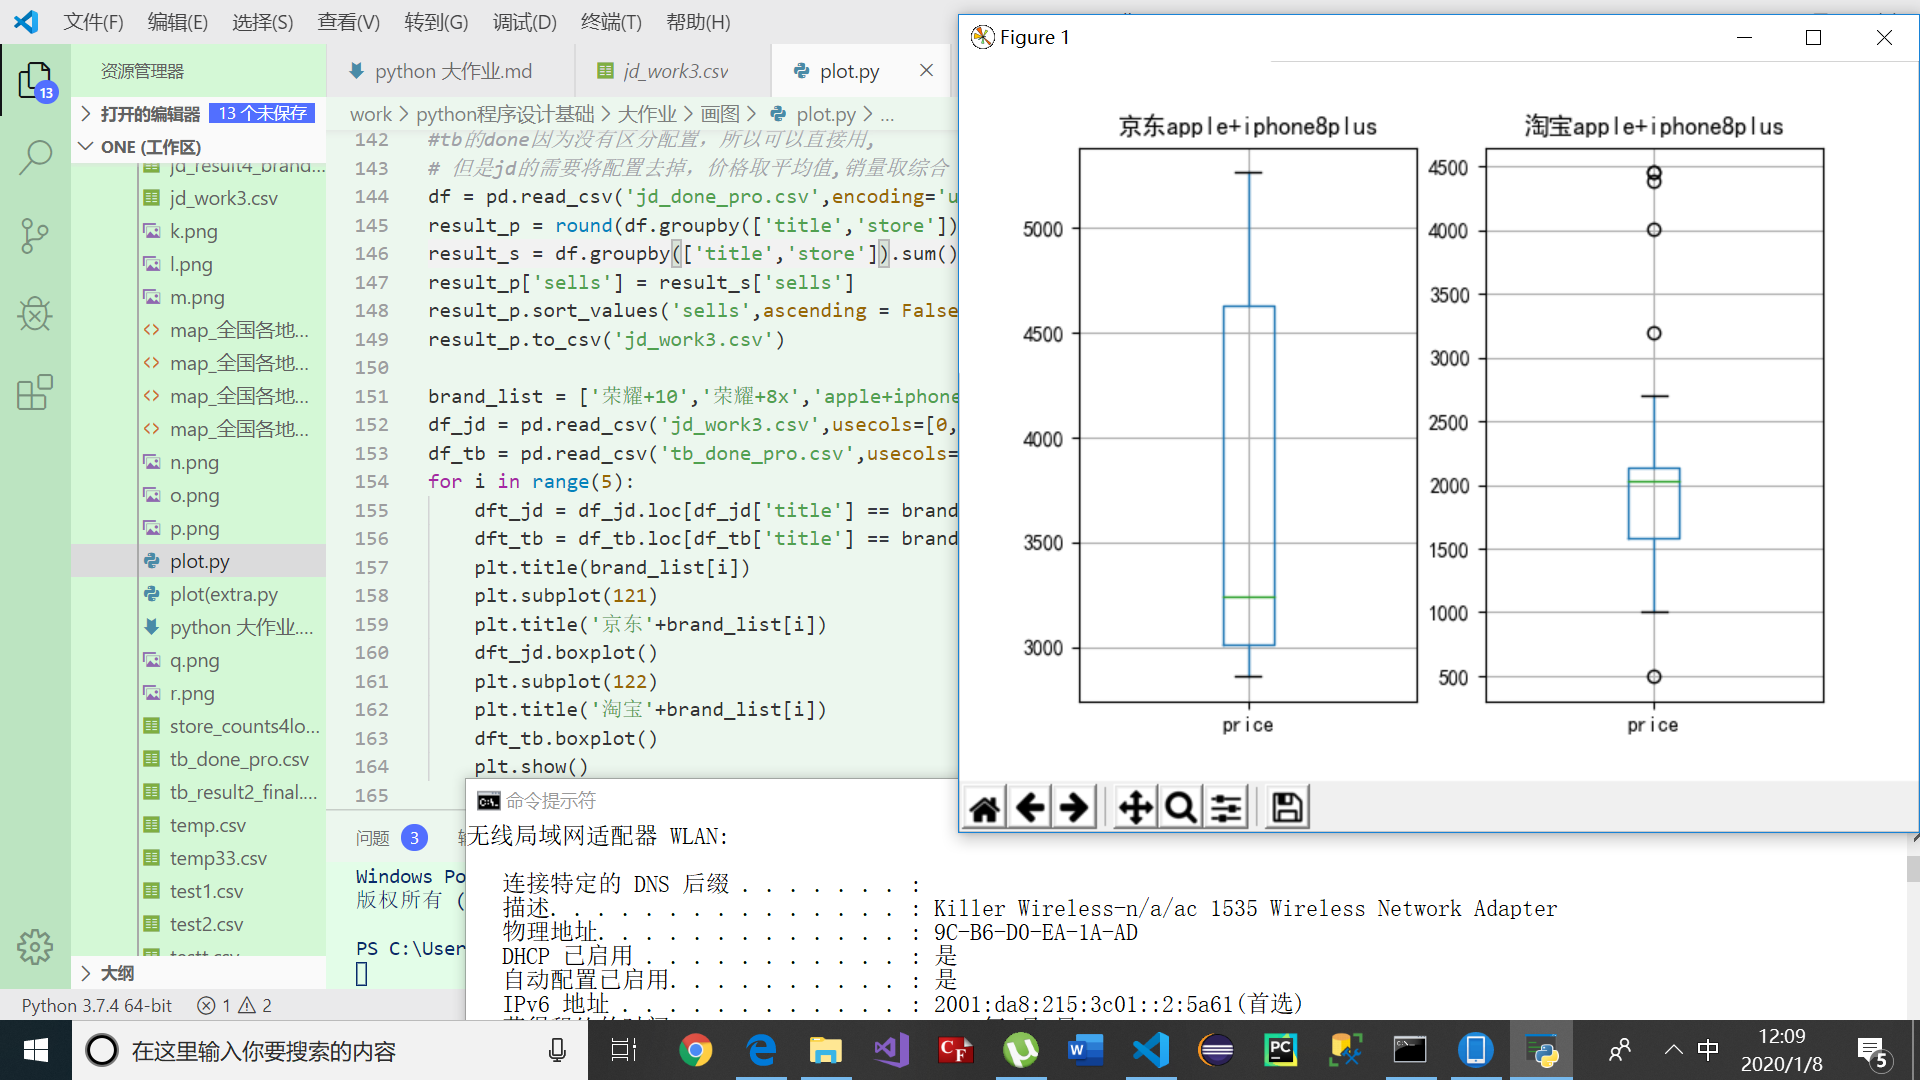 文件(F) 编辑(E) 选择(S) 查看(V) 转到(G) 调试(D) 终端(T) 帮助(H)
资源管理器
打开的编辑器 13 个未保存
ONE (工作区)
jd_result4_brand...
jd_work3.csv
k.png
l.png
m.png
map_全国各地...
map_全国各地...
map_全国各地...
map_全国各地...
n.png
o.png
p.png
plot.py
plot(extra.py
python 大作业....
q.png
r.png
store_counts4lo...
tb_done_pro.csv
tb_result2_final....
temp.csv
temp33.csv
test1.csv
test2.csv
大纲
13
python 大作业.md jd_work3.csv plot.py
work > python程序设计基础 > 大作业 > 画图 > plot.py > ...
142 #tb的done因为没有区分配置，所以可以直接用,
143 # 但是jd的需要将配置去掉，价格取平均值,销量取综合
144 df = pd.read_csv('jd_done_pro.csv',encoding='u
145 result_p = round(df.groupby(['title','store'])
146 result_s = df.groupby(['title','store']).sum()
147 result_p['sells'] = result_s['sells']
148 result_p.sort_values('sells',ascending = False
149 result_p.to_csv('jd_work3.csv')
150
151 brand_list = ['荣耀+10','荣耀+8x','apple+iphone
152 df_jd = pd.read_csv('jd_work3.csv',usecols=[0,
153 df_tb = pd.read_csv('tb_done_pro.csv',usecols=
154 for i in range(5):
155 dft_jd = df_jd.loc[df_jd['title'] == brand
156 dft_tb = df_tb.loc[df_tb['title'] == brand
157 plt.title(brand_list[i])
158 plt.subplot(121)
159 plt.title('京东'+brand_list[i])
160 dft_jd.boxplot()
161 plt.subplot(122)
162 plt.title('淘宝'+brand_list[i])
163 dft_tb.boxplot()
164 plt.show()
165
问题 3
Windows Po
版权所有 (
PS C:\User
Figure 1
京东apple+iphone8plus
5000
4500
4000
3500
3000
price
淘宝apple+iphone8plus
4500
4000
3500
3000
2500
2000
1500
1000
500
price
命令提示符
无线局域网适配器 WLAN:
连接特定的 DNS 后缀 . . . . . . . :
描述. . . . . . . . . . . . . . . : Killer Wireless-n/a/ac 1535 Wireless Network Adapter
物理地址. . . . . . . . . . . . . : 9C-B6-D0-EA-1A-AD
DHCP 已启用 . . . . . . . . . . . : 是
自动配置已启用. . . . . . . . . . : 是
IPv6 地址 . . . . . . . . . . . . : 2001:da8:215:3c01::2:5a61(首选)
Python 3.7.4 64-bit 1 2
在这里输入你要搜索的内容
中
12:09
2020/1/8
5